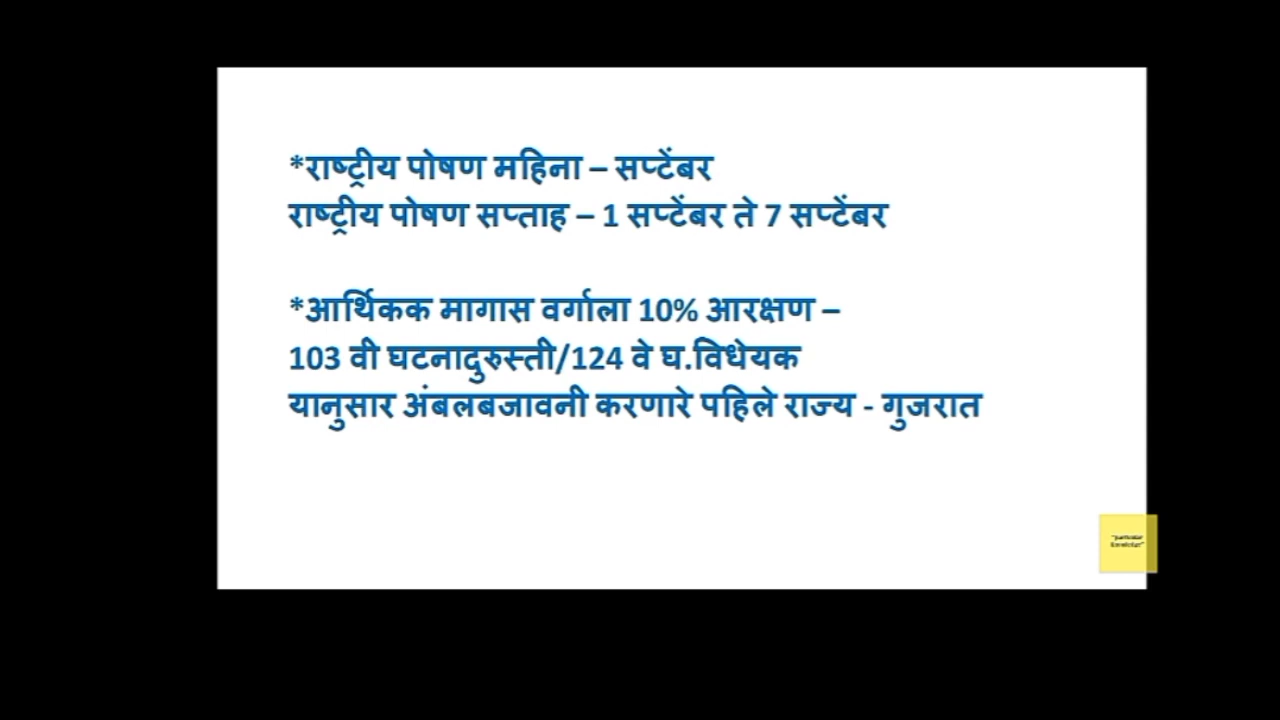 *राष्ट्रीय पोषण महिना – सप्टेंबर
राष्ट्रीय पोषण सप्ताह – 1 सप्टेंबर ते 7 सप्टेंबर
*आर्थिकक मागास वर्गाला 10% आरक्षण –
103 वी घटनादुरुस्ती/124 वे घ.विधेयक
यानुसार अंबलबजावनी करणारे पहिले राज्य - गुजरात
"particular